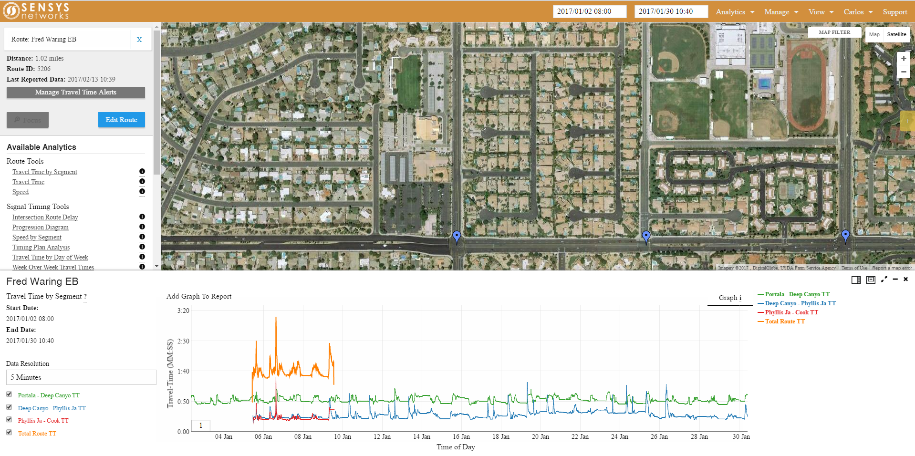 SENSYS networks
2017/01/02 08:00
2017/01/30 10:40
Analytics
Manage
View
Carlos
Support
Route: Fred Waring EB
X
Distance: 1.02 miles
Route ID: 5206
Last Reported Data: 2017/02/13 10:39
Manage Travel Time Alerts
Edit Route
Available Analytics
Route Tools
Travel Time by Segment
Travel Time
Speed
Signal Timing Tools
Intersection Route Delay
Progression Diagram
Speed by Segment
Timing Plan Analysis
Travel Time by Day of Week
Week Over Week Travel Times
MAP FILTER
Map
Satellite
+
−
Terms of Use
Report a map error
Fred Waring EB
Travel Time by Segment ?
Start Date:
2017/01/02 08:00
End Date:
2017/01/30 10:40
Data Resolution
5 Minutes
Portala - Deep Canyo TT
Deep Canyo - Phyllis Ja TT
Phyllis Ja - Cook TT
Total Route TT
Add Graph To Report
Graph i
Travel-Time (MM:SS)
3:20
2:30
1:40
0:50
0:00
1
04 Jan
06 Jan
08 Jan
10 Jan
12 Jan
14 Jan
16 Jan
18 Jan
20 Jan
22 Jan
24 Jan
26 Jan
28 Jan
30 Jan
Time of Day
Portala - Deep Canyo TT
Deep Canyo - Phyllis Ja TT
Phyllis Ja - Cook TT
Total Route TT